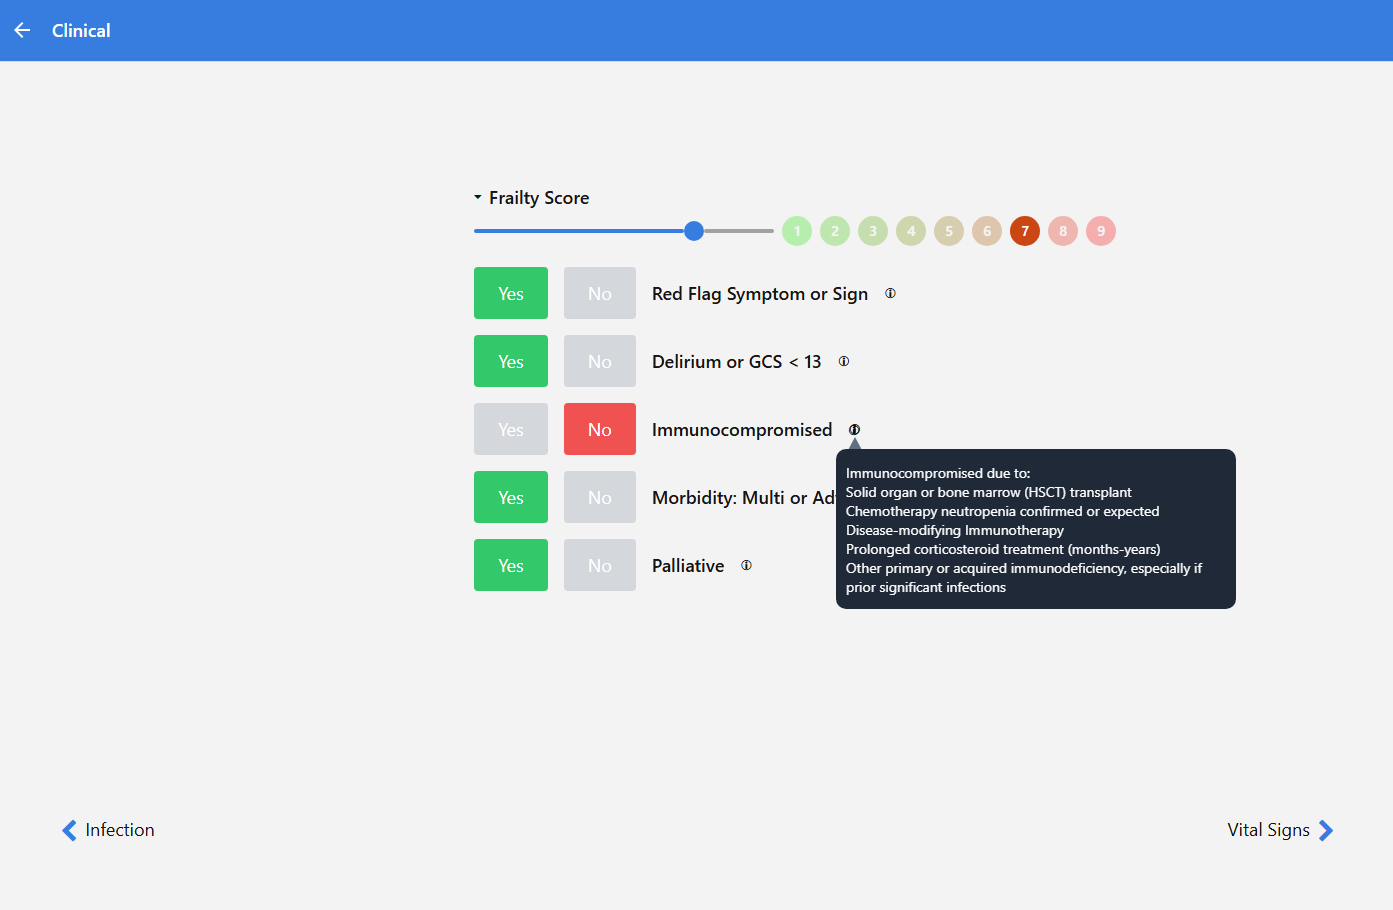 Clinical
Frailty Score
1 2 3 4 5 6 7 8 9
Yes No Red Flag Symptom or Sign
Yes No Delirium or GCS < 13
Yes No Immunocompromised
Immunocompromised due to:
Solid organ or bone marrow (HSCT) transplant
Chemotherapy neutropenia confirmed or expected
Disease-modifying Immunotherapy
Prolonged corticosteroid treatment (months-years)
Other primary or acquired immunodeficiency, especially if
prior significant infections
Yes No Morbidity: Multi or
Yes No Palliative
Infection
Vital Signs